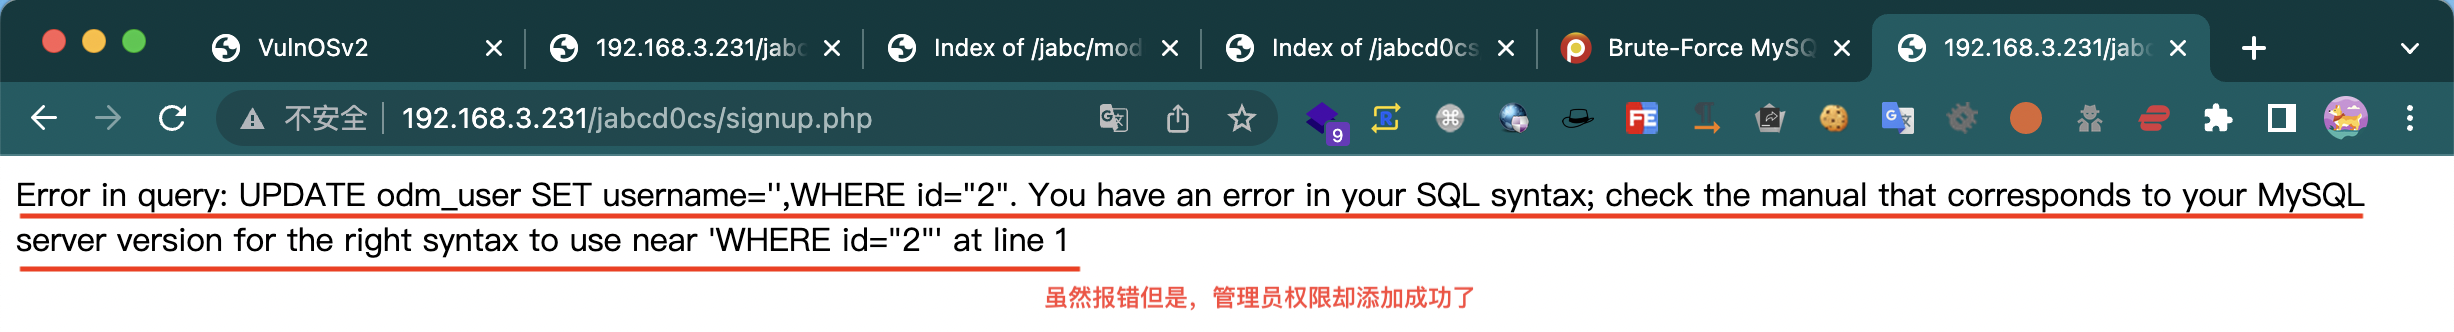 VulnOSv2
192.168.3.231/jabc
Index of /jabc/mod
Index of /jabcd0cs
Brute-Force MySQ
192.168.3.231/jabc
不安全
192.168.3.231/jabcd0cs/signup.php
9
FE
Error in query: UPDATE odm_user SET username='',WHERE id="2". You have an error in your SQL syntax; check the manual that corresponds to your MySQL
server version for the right syntax to use near 'WHERE id="2"' at line 1
虽然报错但是，管理员权限却添加成功了